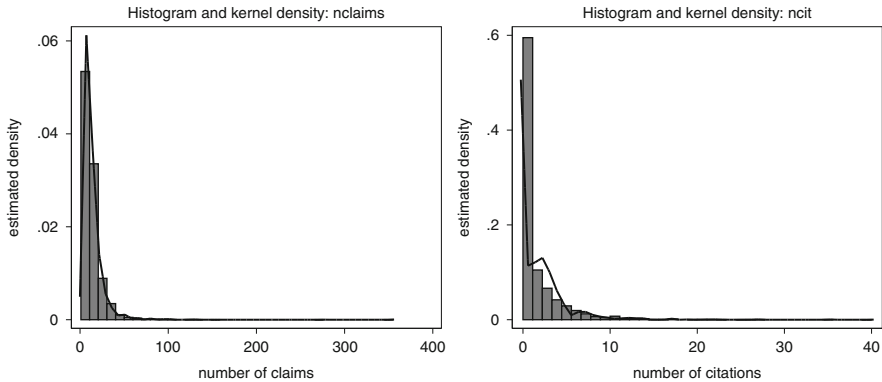 Histogram and kernel density: nclaims
.06
.04
.02
0
estimated density
0 100 200 300 400
number of claims
Histogram and kernel density: ncit
.6
.4
.2
0
estimated density
0 10 20 30 40
number of citations